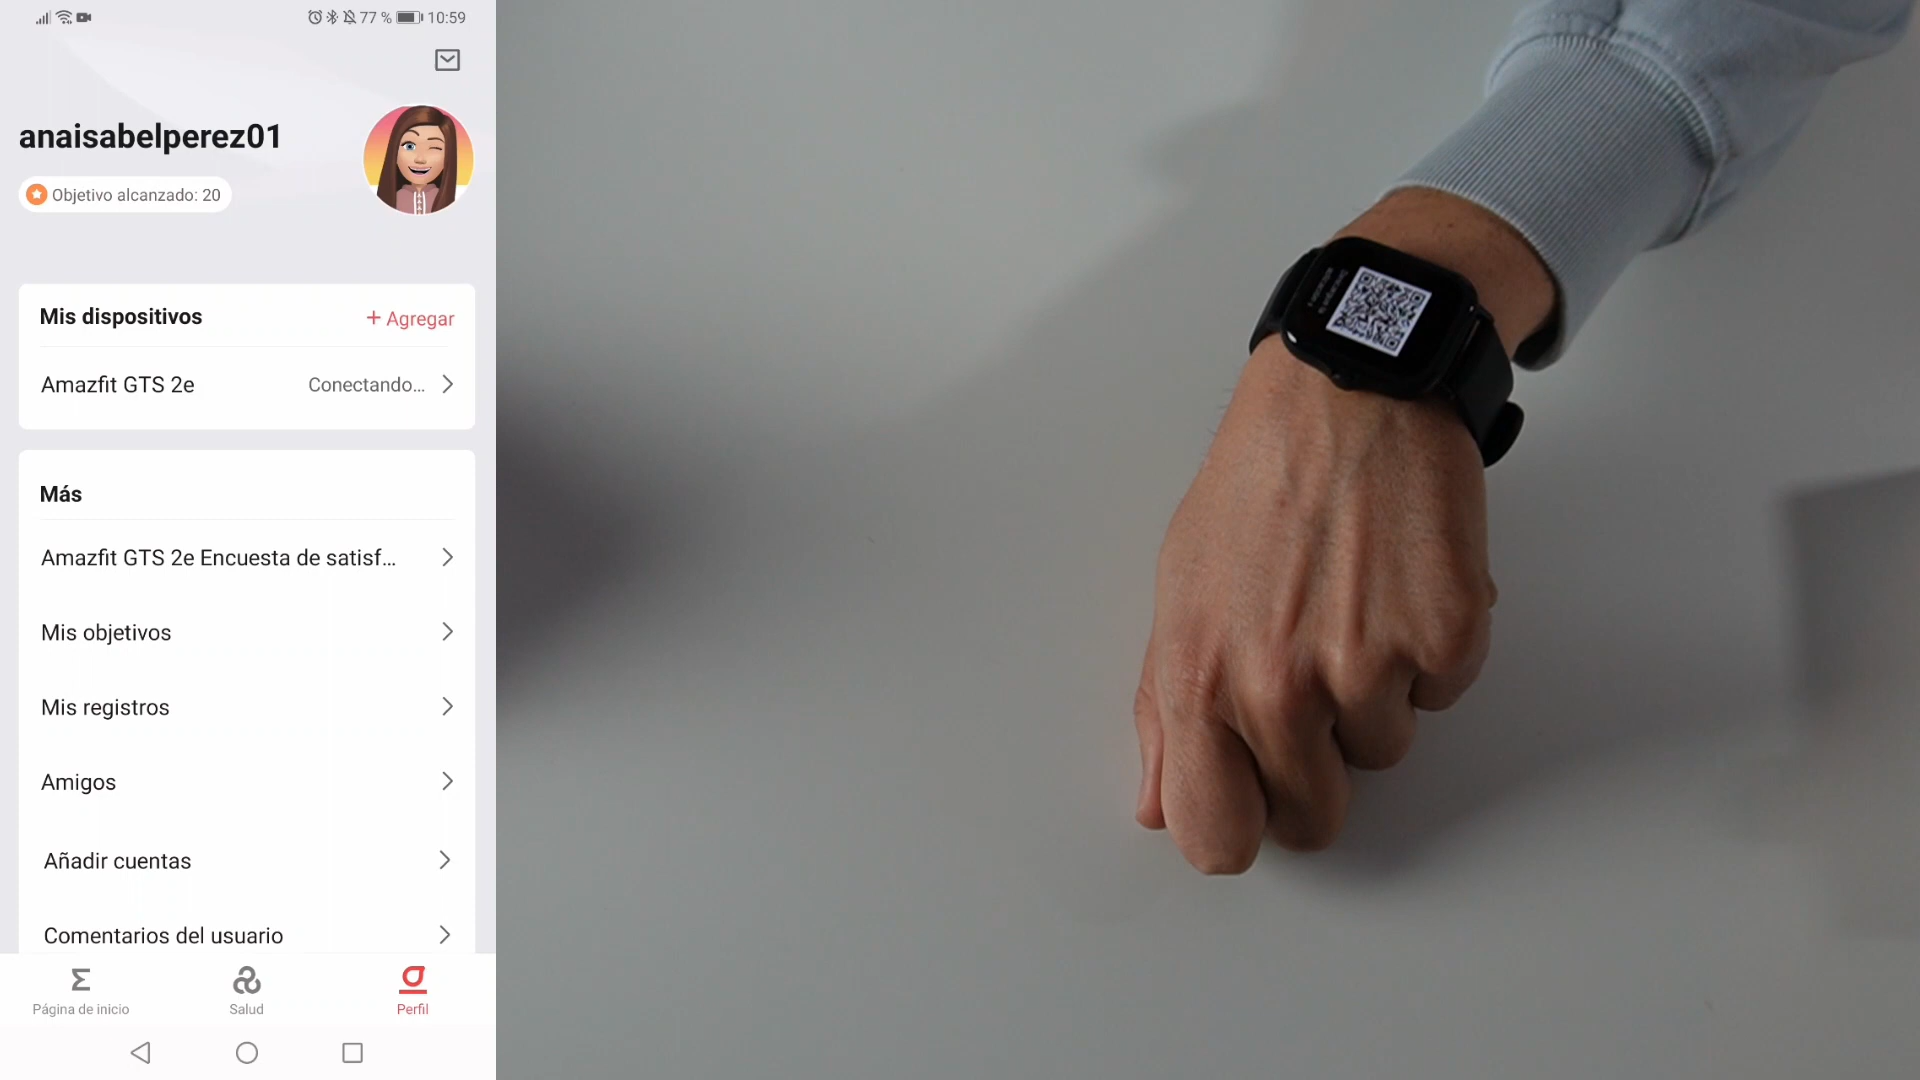 77 % 10:59
anaisabelperez01
Objetivo alcanzado: 20
Mis dispositivos
+ Agregar
Amazfit GTS 2e
Conectando...
Más
Amazfit GTS 2e Encuesta de satisf...
Mis objetivos
Mis registros
Amigos
Añadir cuentas
Comentarios del usuario
Página de inicio
Salud
Perfil